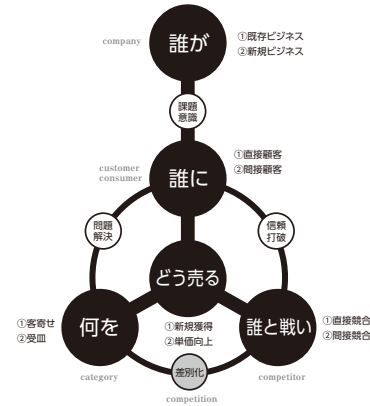 company
誰が
①既存ビジネス
②新規ビジネス
課題
意識
customer
consumer
誰に
①直接顧客
②間接顧客
問題
解決
信頼
打破
どう売る
①客寄せ
②受皿
何を
①新規獲得
②単価向上
誰と戦い
①直接競合
②間接競合
差別化
category
competitor
competition